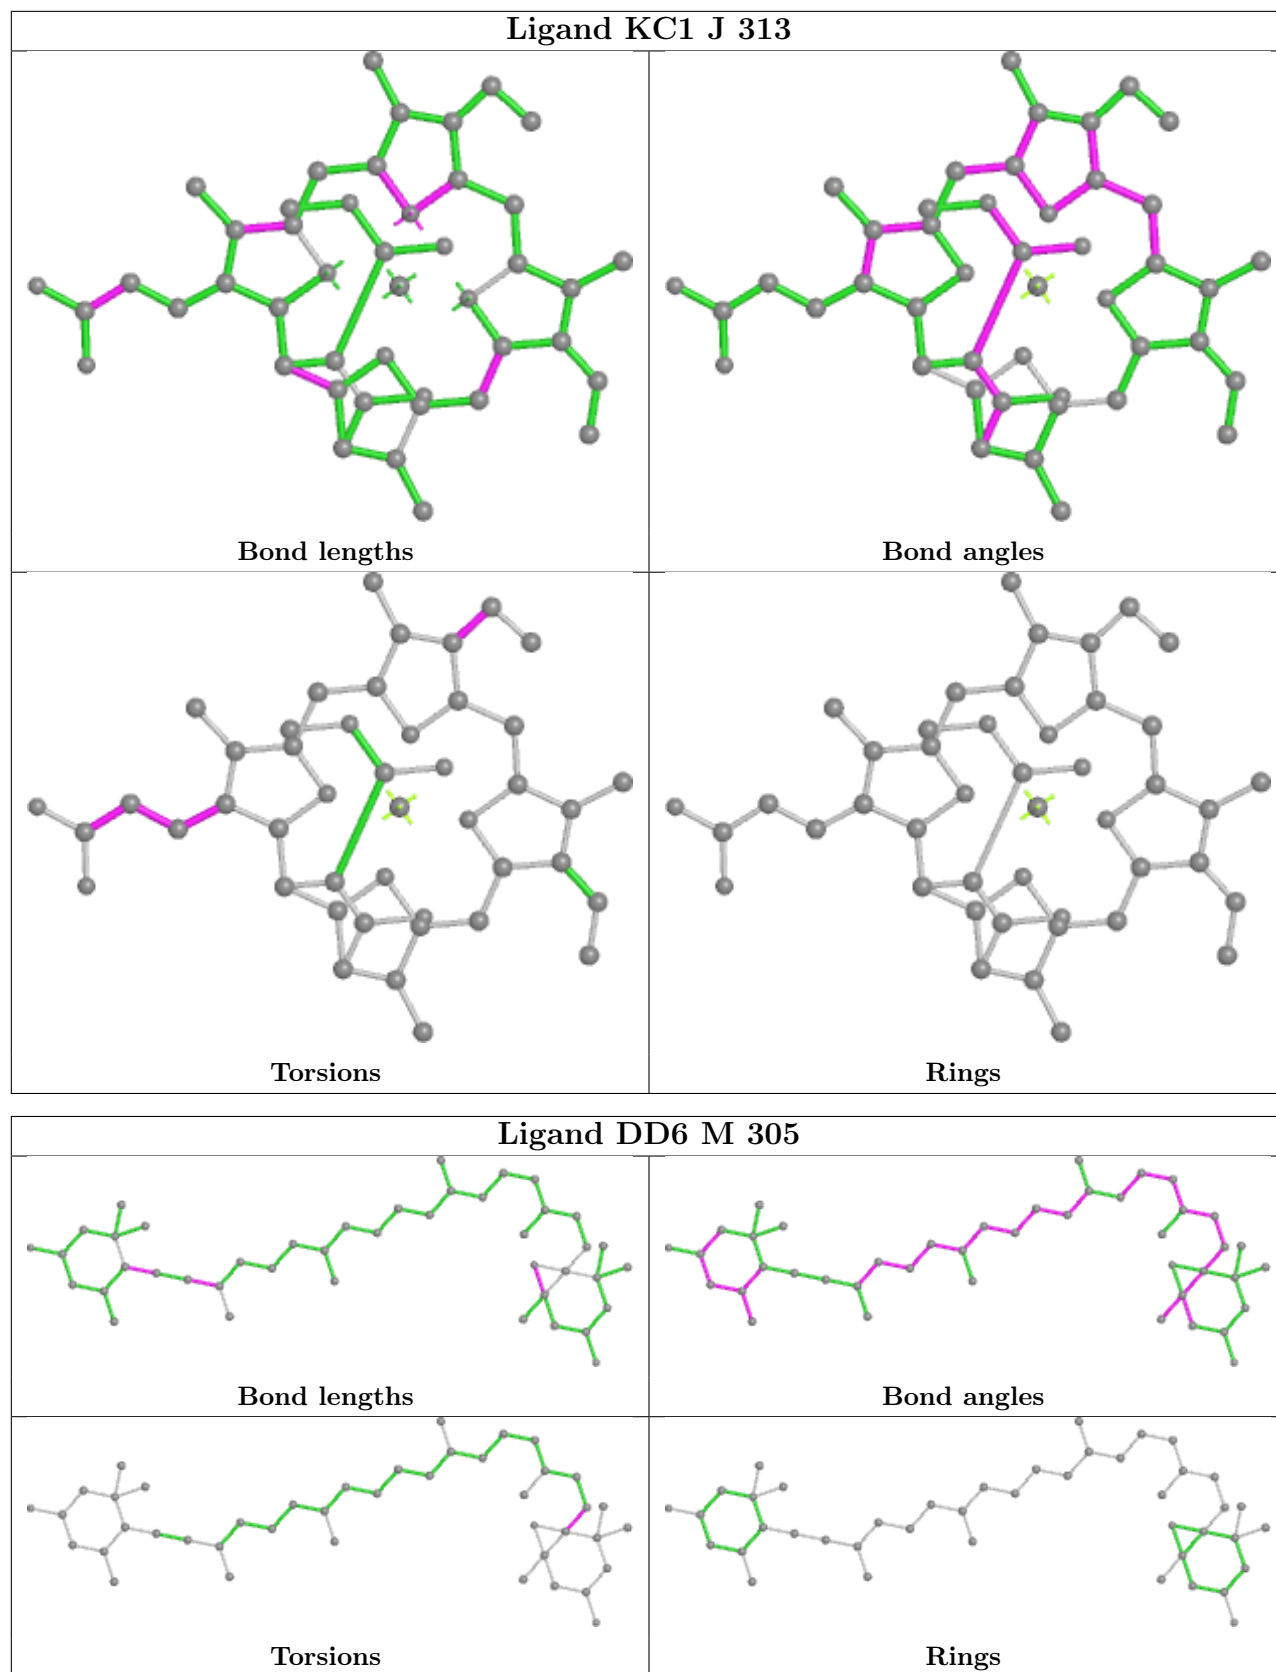 Ligand KC1 J 313
Bond lengths
Bond angles
Torsions
Rings
Ligand DD6 M 305
Bond lengths
Bond angles
Torsions
Rings